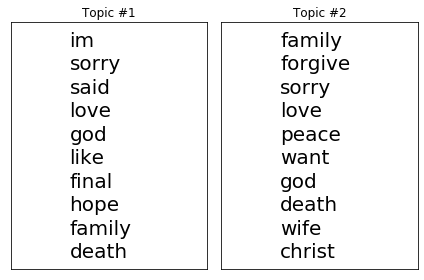 Topic #1
im
sorry
said
love
god
like
final
hope
family
death
Topic #2
family
forgive
sorry
love
peace
want
god
death
wife
christ